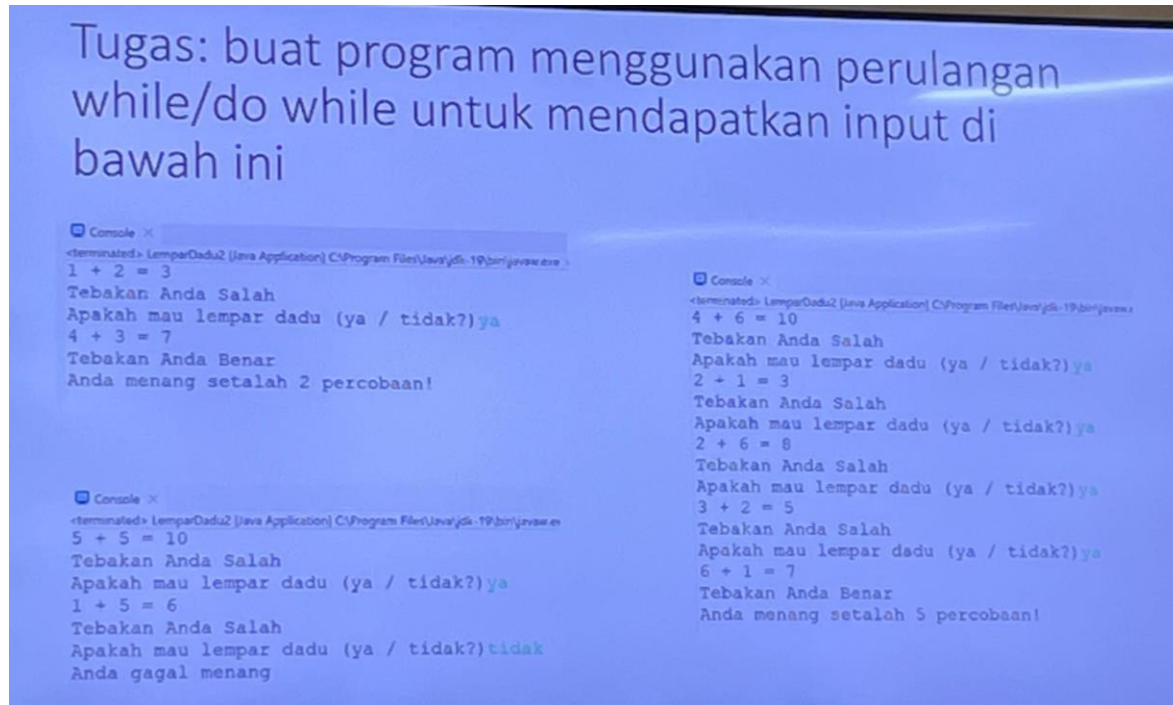 Tugas: buat program menggunakan perulangan
while/do while untuk mendapatkan input di
bawah ini
Console
<terminated> LemparDadu2 [Java Application] C:\Program Files\Java\jdk-19\bin\javaw.exe
1 + 2 = 3
Tebakan Anda Salah
Apakah mau lempar dadu (ya / tidak?)ya
4 + 3 = 7
Tebakan Anda Benar
Anda menang setalah 2 percobaan!
Console
<terminated> LemparDadu2 [Java Application] C:\Program Files\Java\jdk-19\bin\javaw.ex
5 + 5 = 10
Tebakan Anda Salah
Apakah mau lempar dadu (ya / tidak?)ya
1 + 5 = 6
Tebakan Anda Salah
Apakah mau lempar dadu (ya / tidak?)tidak
Anda gagal menang
Console
<terminated> LemparDadu2 [Java Application] C:\Program Files\Java\jdk-19\bin\javaw.e
4 + 6 = 10
Tebakan Anda Salah
Apakah mau lempar dadu (ya / tidak?)ya
2 + 1 = 3
Tebakan Anda Salah
Apakah mau lempar dadu (ya / tidak?)ya
2 + 6 = 8
Tebakan Anda Salah
Apakah mau lempar dadu (ya / tidak?)ya
3 + 2 = 5
Tebakan Anda Salah
Apakah mau lempar dadu (ya / tidak?)ya
6 + 1 = 7
Tebakan Anda Benar
Anda menang setalah 5 percobaan!